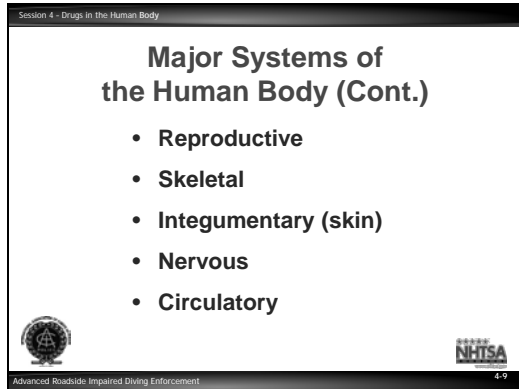 Session 4 - Drugs in the Human Body
Major Systems of
the Human Body (Cont.)
• Reproductive
• Skeletal
• Integumentary (skin)
• Nervous
• Circulatory
NHTSA
Advanced Roadside Impaired Diving Enforcement
4-9